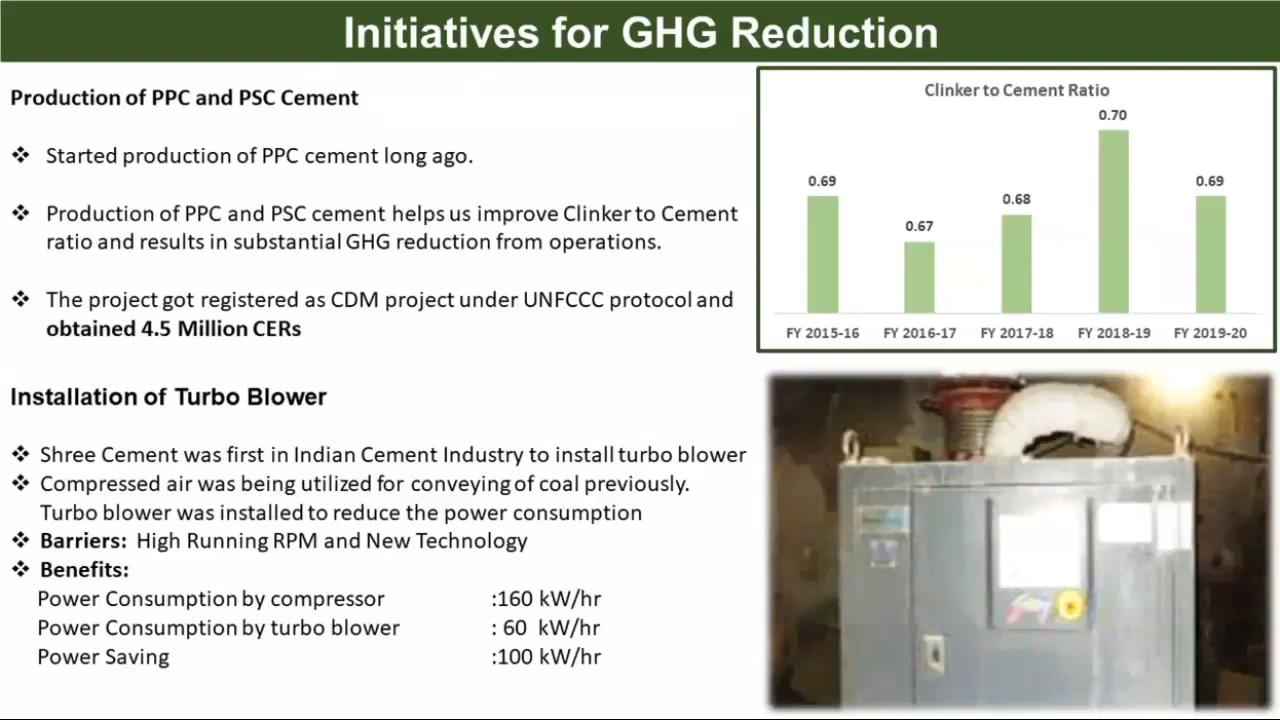 Initiatives for GHG Reduction
Production of PPC and PSC Cement
❖ Started production of PPC cement long ago.
❖ Production of PPC and PSC cement helps us improve Clinker to Cement
ratio and results in substantial GHG reduction from operations.
❖ The project got registered as CDM project under UNFCCC protocol and
obtained 4.5 Million CERs
Clinker to Cement Ratio
0.69
0.67
0.68
0.70
0.69
FY 2015-16 FY 2016-17 FY 2017-18 FY 2018-19 FY 2019-20
Installation of Turbo Blower
❖ Shree Cement was first in Indian Cement Industry to install turbo blower
❖ Compressed air was being utilized for conveying of coal previously.
Turbo blower was installed to reduce the power consumption
❖ Barriers: High Running RPM and New Technology
❖ Benefits:
Power Consumption by compressor :160 kW/hr
Power Consumption by turbo blower : 60 kW/hr
Power Saving :100 kW/hr